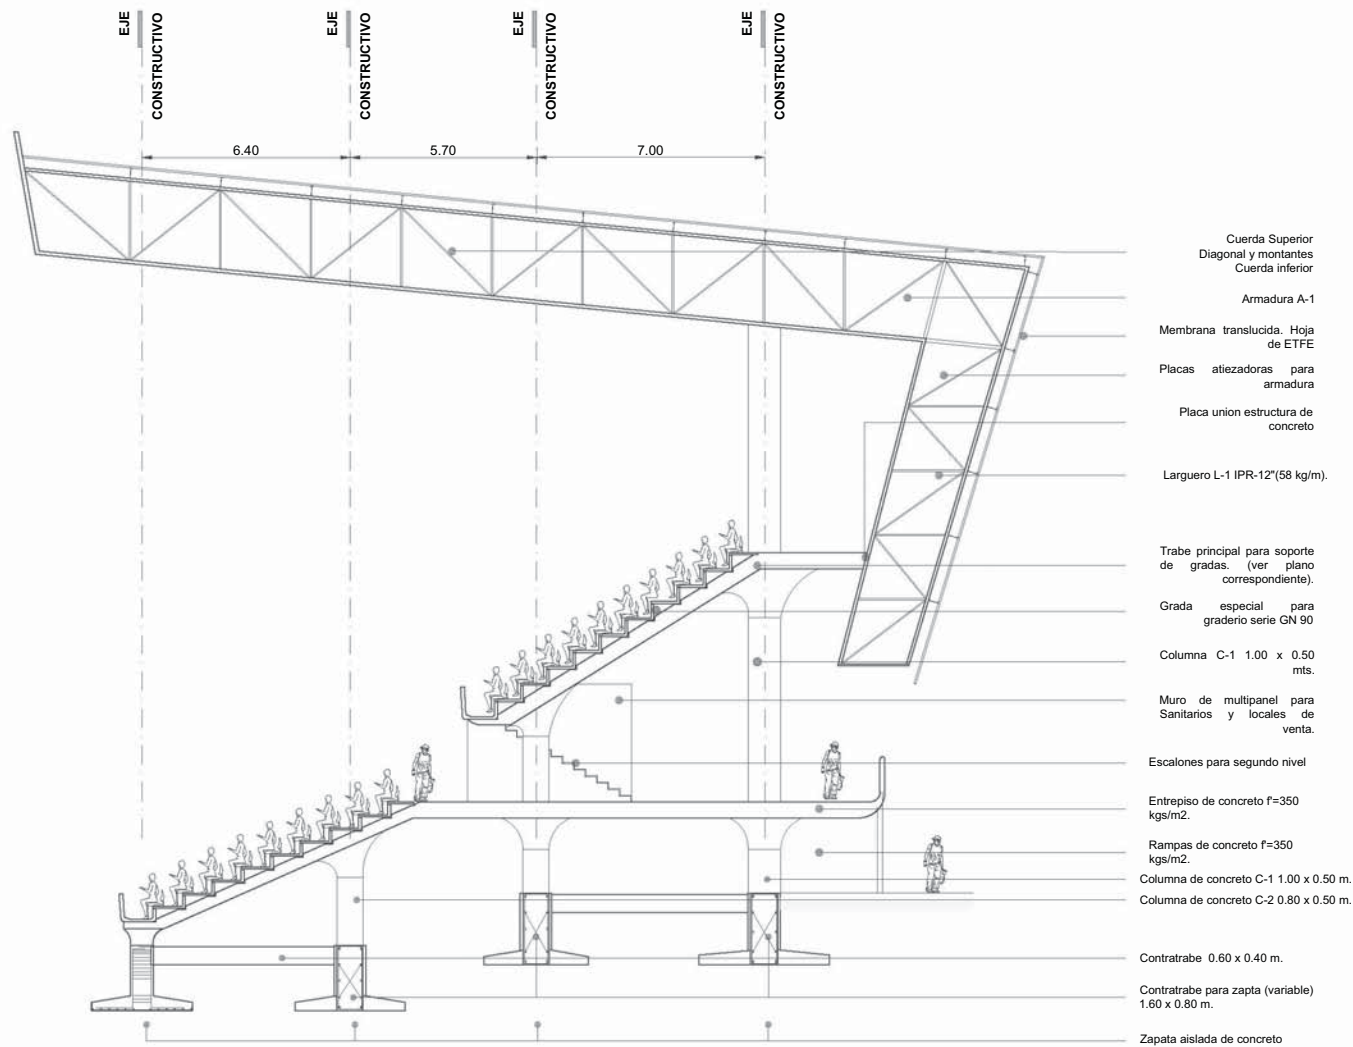 EJE
CONSTRUCTIVO
EJE
CONSTRUCTIVO
EJE
CONSTRUCTIVO
EJE
CONSTRUCTIVO
6.40
5.70
7.00
Cuerda Superior
Diagonal y montantes
Cuerda inferior
Armadura A-1
Membrana translucida. Hoja
de ETFE
Placas atiezadoras para
armadura
Placa union estructura de
concreto
Larguero L-1 IPR-12"(58 kg/m).
Trabe principal para soporte
de gradas. (ver plano
correspondiente).
Grada especial para
graderio serie GN 90
Columna C-1 1.00 x 0.50
mts.
Muro de multipanel para
Sanitarios y locales de
venta.
Escalones para segundo nivel
Entrepiso de concreto f'=350
kgs/m2.
Rampas de concreto f'=350
kgs/m2.
Columna de concreto C-1 1.00 x 0.50 m.
Columna de concreto C-2 0.80 x 0.50 m.
Contratrabe 0.60 x 0.40 m.
Contratrabe para zapta (variable)
1.60 x 0.80 m.
Zapata aislada de concreto